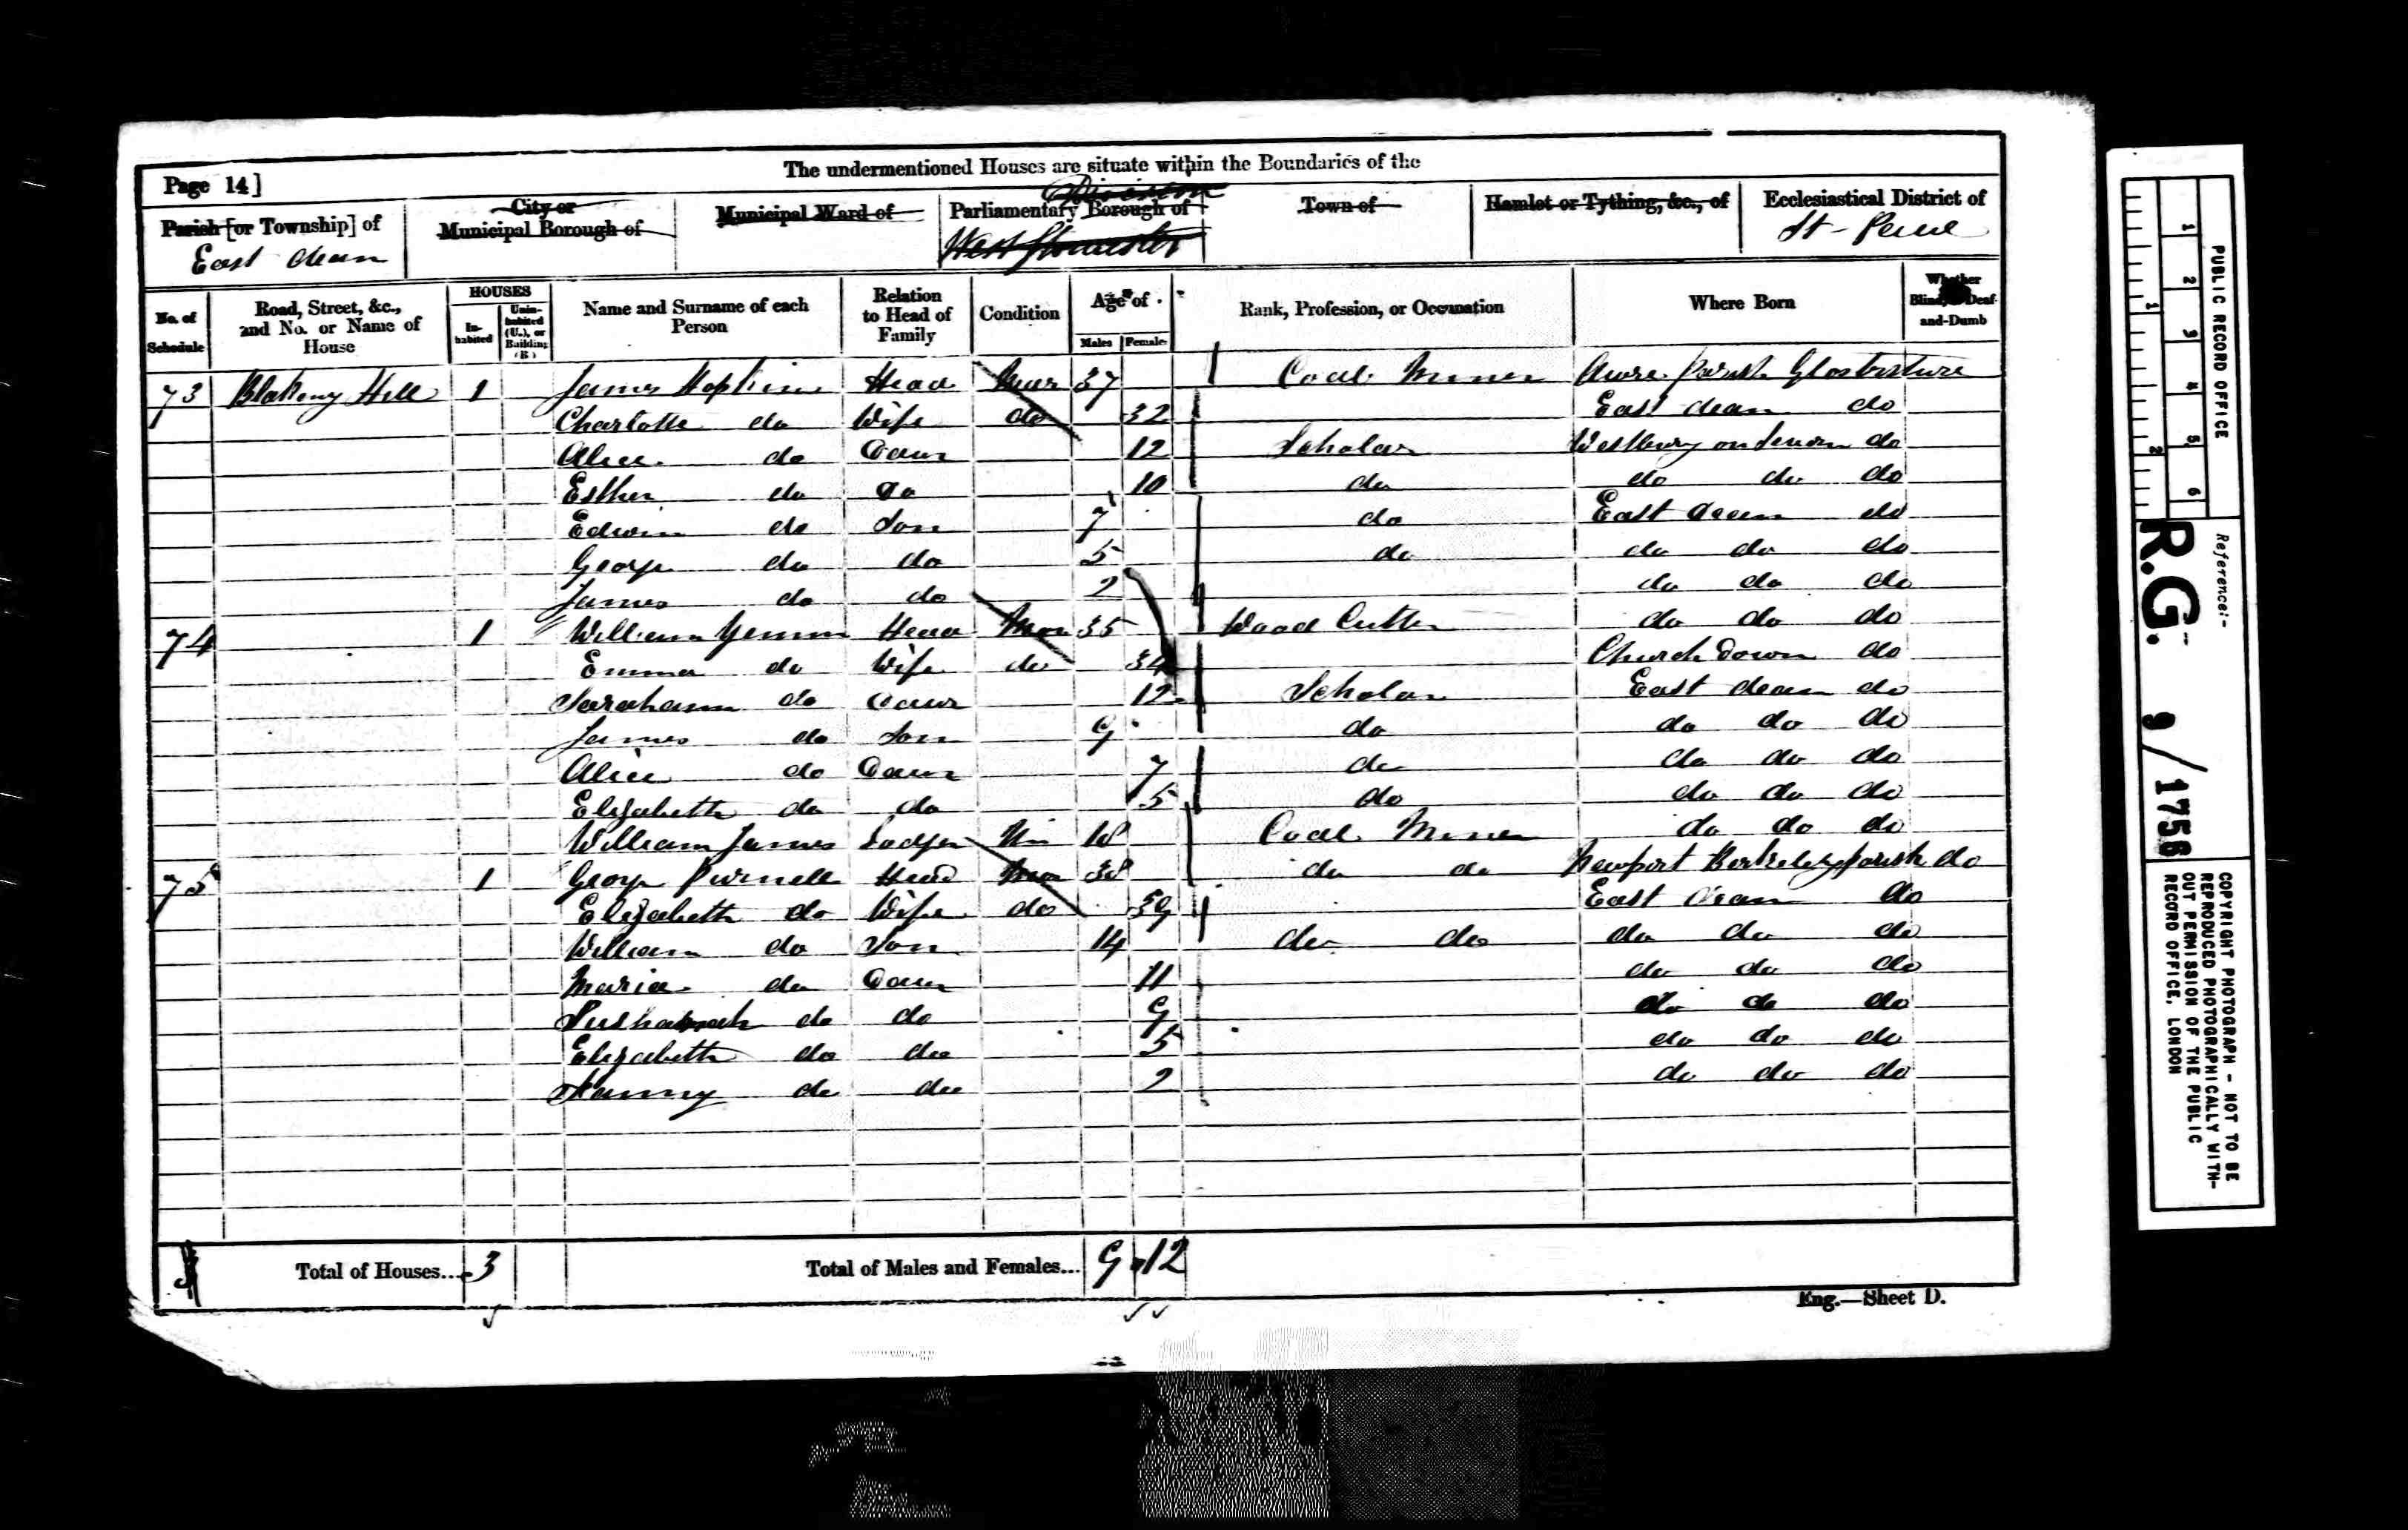 The undermentioned Houses are situate within the Boundaries of the
Page 14]
Parish [or Township] of
East dean
City or
Municipal Borough of
Municipal Ward of
Division
Parliamentary Borough of
West Gloucester
Town of
Hamlet or Tything, &c., of
Ecclesiastical District of
St-
No. of Schedule
Road, Street, &c., and No. or Name of House
HOUSES
In-habited
Unin-habited (U.), or Building (B.)
Name and Surname of each Person
Relation to Head of Family
Condition
Age of
Males
Females
Rank, Profession, or Occupation
Where Born
Whether Blind, or Deaf-and-Dumb
73 Blakeny Hill 1 James Hopkins Head Mar 37 Coal Miner Awre Parish Glostershire
Charlotte do Wife do 32 East dean do
Alice do Daur 12 Scholar Westbury on Severn do
Esther do do 10 do do do do
Edwin do Son 7 do East dean do
George do do 5 do do do do
James do do 2 do do do
74 1 William Head Mar 35 Wood Cutter do do do
Emma do Wife do 34 Church Down do
Sarahann do Daur 12 Scholar East dean do
James do Son 9 do do do do
Alice do Daur 7 do do do do
Elizabeth do do 5 do do do do
William James Lodger Un 18 Coal Miner do do do
75 1 George Purnell Head Mar 38 do do Newport Berkeley parish do
Elizabeth do Wife do 39 East dean do
William do Son 14 do do do do do
Maria do Daur 11 do do do
do do 9 do do do
Elizabeth do do 5 do do do
Fanny do do 2 do do do
3
Total of Houses... 3
Total of Males and Females... 9 12
Eng.—Sheet D.
PUBLIC RECORD OFFICE
1 2 3 4 5 6
1 2
Reference:-
R.G. 9/1756
COPYRIGHT PHOTOGRAPH - NOT TO BE
REPRODUCED PHOTOGRAPHICALLY WITH-
OUT PERMISSION OF THE PUBLIC
RECORD OFFICE, LONDON